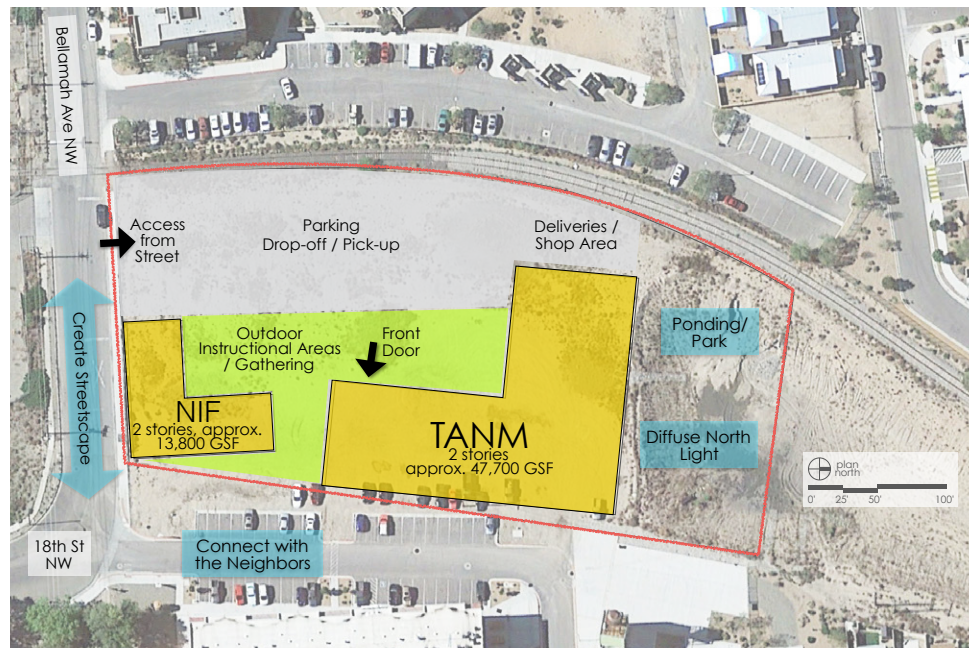 Bellamah Ave NW
Access
from
Street
Parking
Drop-off / Pick-up
Deliveries /
Shop Area
Create Streetscape
Outdoor
Instructional Areas
/ Gathering
Front
Door
Ponding/
Park
NIF
2 stories, approx.
13,800 GSF
TANM
2 stories
approx. 47,700 GSF
Diffuse North
Light
plan
north
0' 25' 50' 100'
18th St
NW
Connect with
the Neighbors